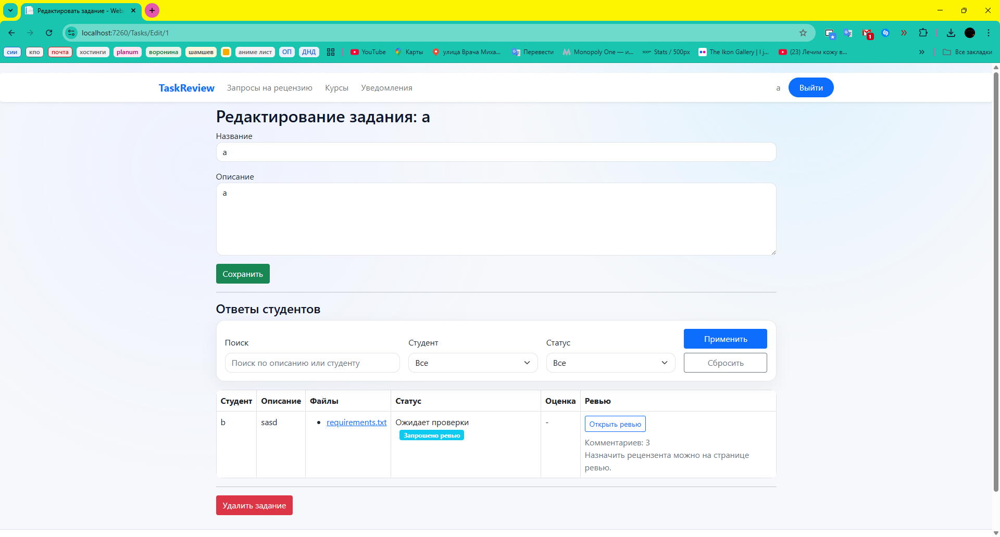 Редактировать задание - Web
localhost:7260/Tasks/Edit/1
1
сии
кпо
почта
хостинги
planum
воронина
шамшев
аниме лист
ОП
ДНД
YouTube
Карты
улица Врача Миха...
Перевести
Monopoly One — и...
Stats / 500px
The Ikon Gallery | I j...
(23) Лечим кожу в...
Все закладки
TaskReview
Запросы на рецензию
Курсы
Уведомления
a
Выйти
Редактирование задания: a
Название
a
Описание
a
Сохранить
Ответы студентов
Поиск
Студент
Статус
Применить
Поиск по описанию или студенту
Все
Все
Сбросить
Студент
Описание
Файлы
Статус
Оценка
Ревью
b
sasd
requirements.txt
Ожидает проверки
Запрошено ревью
-
Открыть ревью
Комментариев: 3
Назначить рецензента можно на странице
ревью.
Удалить задание